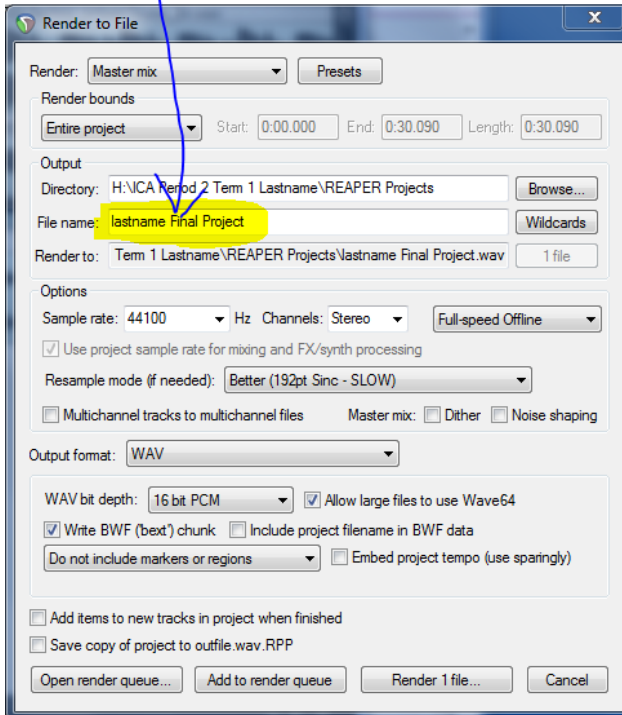 Render to File
Render: Master mix Presets
Render bounds
Entire project Start: 0:00.000 End: 0:30.090 Length: 0:30.090
Output
Directory: H:\ICA Period 2 Term 1 Lastname\REAPER Projects Browse...
File name: lastname Final Project Wildcards
Render to: Term 1 Lastname\REAPER Projects\lastname Final Project.wav 1 file
Options
Sample rate: 44100 Hz Channels: Stereo Full-speed Offline
Use project sample rate for mixing and FX/synth processing
Resample mode (if needed): Better (192pt Sinc - SLOW)
Multichannel tracks to multichannel files Master mix: Dither Noise shaping
Output format: WAV
WAV bit depth: 16 bit PCM Allow large files to use Wave64
Write BWF ('bext') chunk Include project filename in BWF data
Do not include markers or regions Embed project tempo (use sparingly)
Add items to new tracks in project when finished
Save copy of project to outfile.wav.RPP
Open render queue... Add to render queue Render 1 file... Cancel